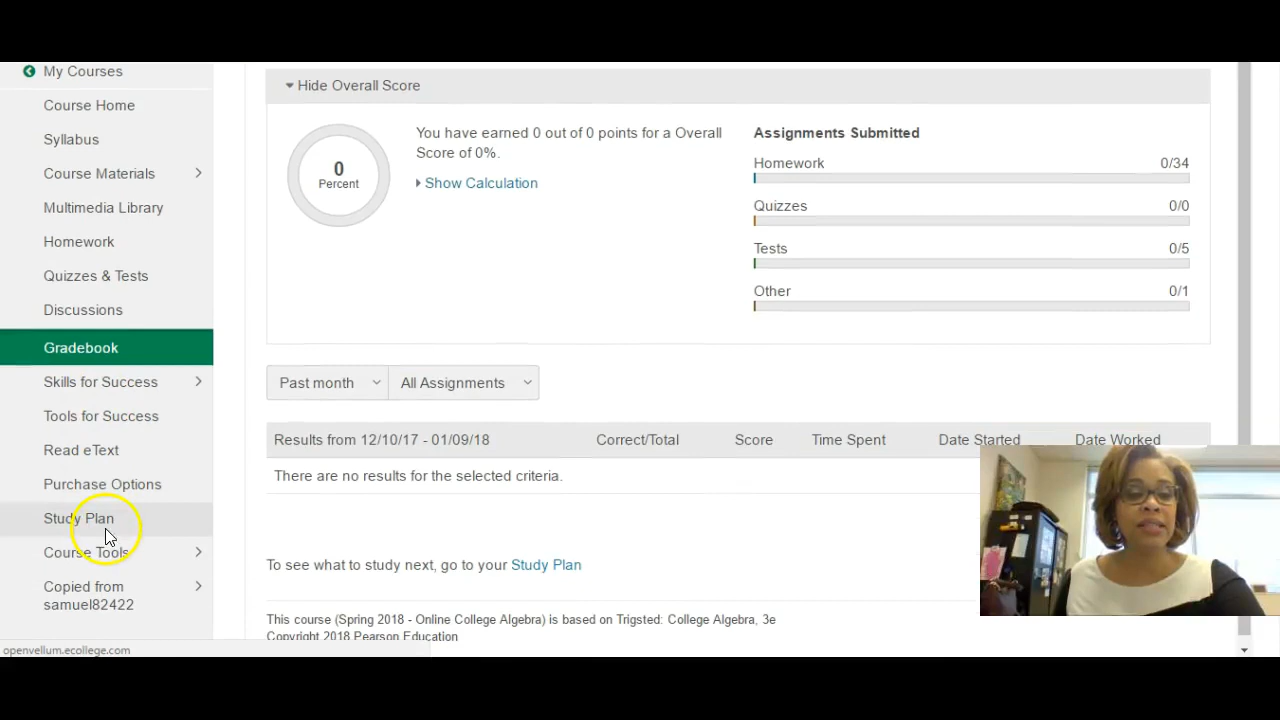 My Courses
Course Home
Syllabus
Course Materials
Multimedia Library
Homework
Quizzes & Tests
Discussions
Gradebook
Skills for Success
Tools for Success
Read eText
Purchase Options
Study Plan
Course Tools
Copied from
samuel82422
openvellum.ecollege.com
Hide Overall Score
0
Percent
You have earned 0 out of 0 points for a Overall
Score of 0%.
Show Calculation
Assignments Submitted
Homework 0/34
Quizzes 0/0
Tests 0/5
Other 0/1
Past month All Assignments
Results from 12/10/17 - 01/09/18 Correct/Total Score Time Spent Date Started Date Worked
There are no results for the selected criteria.
To see what to study next, go to your Study Plan
This course (Spring 2018 - Online College Algebra) is based on Trigsted: College Algebra, 3e
Copyright 2018 Pearson Education